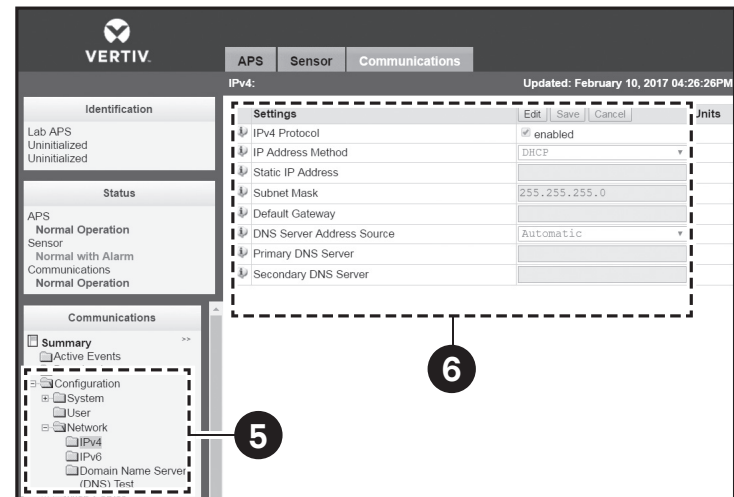 VERTIV.
APS Sensor Communications
IPv4: Updated: February 10, 2017 04:26:26PM
Identification
Lab APS
Uninitialized
Uninitialized
Status
APS
Normal Operation
Sensor
Normal with Alarm
Communications
Normal Operation
Communications
Summary >>
Active Events
Configuration
System
User
Network
IPv4
IPv6
Domain Name Server
(DNS) Test
5
Settings Edit Save Cancel Units
IPv4 Protocol enabled
IP Address Method DHCP
Static IP Address
Subnet Mask 255.255.255.0
Default Gateway
DNS Server Address Source Automatic
Primary DNS Server
Secondary DNS Server
6